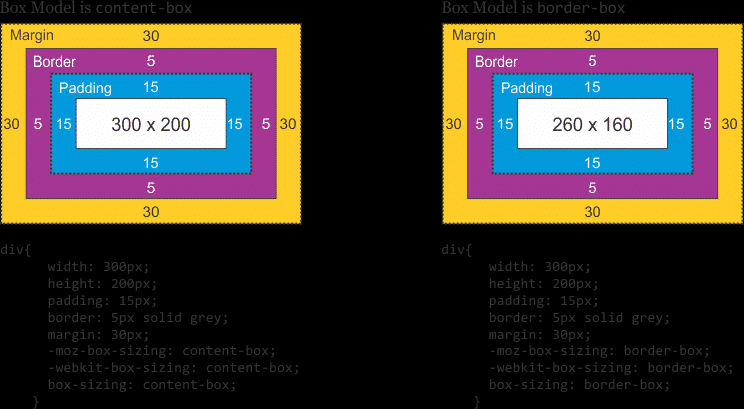 Box Model is content-box
Margin
30
Border
5
Padding
15
30 5 15 300 x 200 15 5 30
15
5
30
div{
width: 300px;
height: 200px;
padding: 15px;
border: 5px solid grey;
margin: 30px;
-moz-box-sizing: content-box;
-webkit-box-sizing: content-box;
box-sizing: content-box;
}
Box Model is border-box
Margin
30
Border
5
Padding
15
30 5 15 260 x 160 15 5 30
15
5
30
div{
width: 300px;
height: 200px;
padding: 15px;
border: 5px solid grey;
margin: 30px;
-moz-box-sizing: border-box;
-webkit-box-sizing: border-box;
box-sizing: border-box;
}